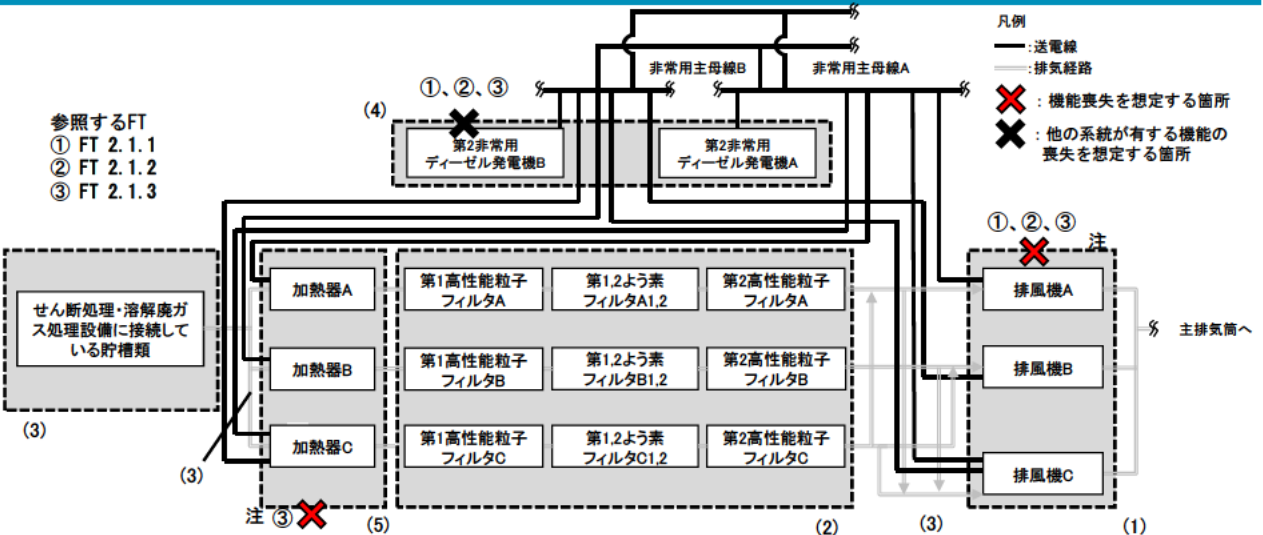 凡例
:送電線
:排気経路
:機能喪失を想定する箇所
:他の系統が有する機能の
喪失を想定する箇所
非常用主母線B
非常用主母線A
①、②、③
(4)
第2非常用
ディーゼル発電機B
第2非常用
ディーゼル発電機A
参照するFT
① FT 2.1.1
② FT 2.1.2
③ FT 2.1.3
せん断処理・溶解廃ガ
ス処理設備に接続して
いる貯槽類
(3)
(3)
加熱器A
加熱器B
加熱器C
注 ③
(5)
第1高性能粒子
フィルタA
第1,2よう素
フィルタA1,2
第2高性能粒子
フィルタA
第1高性能粒子
フィルタB
第1,2よう素
フィルタB1,2
第2高性能粒子
フィルタB
第1高性能粒子
フィルタC
第1,2よう素
フィルタC1,2
第2高性能粒子
フィルタC
(2)
(3)
①、②、③
注
排風機A
排風機B
排風機C
(1)
主排気筒へ